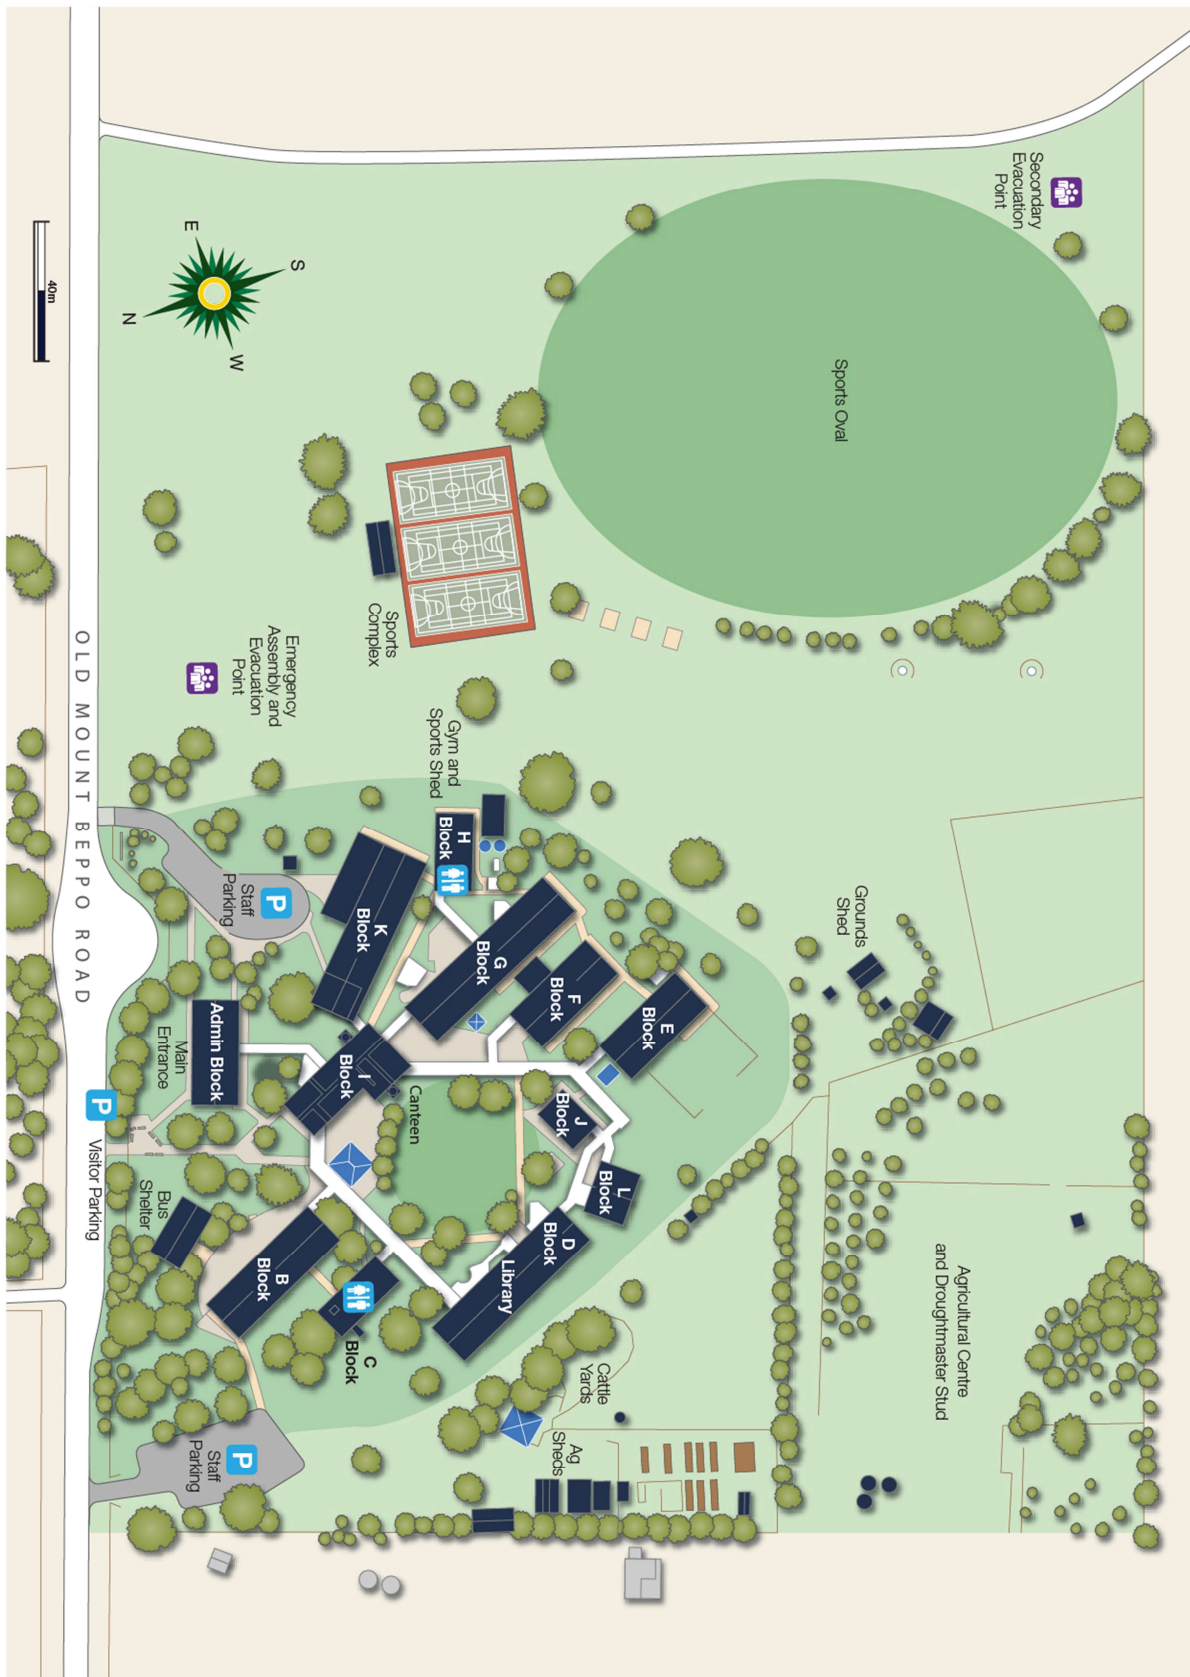 Secondary
Evacuation
Point
E
S
N
W
40m
Sports Oval
Sports
Complex
Emergency
Assembly and
Evacuation
Point
OLD MOUNT BEPPO ROAD
Gym and
Sports Shed
H
Block
K
Block
G
Block
F
Block
E
Block
P
Staff
Parking
Grounds
Shed
Admin Block
Main
Entrance
I
Block
Canteen
J
Block
L
Block
D
Block
Library
P
Visitor Parking
Bus
Shelter
B
Block
C
Block
Cattle
Yards
Ag
Sheds
Agricultural Centre
and Droughtmaster Stud
P
Staff
Parking